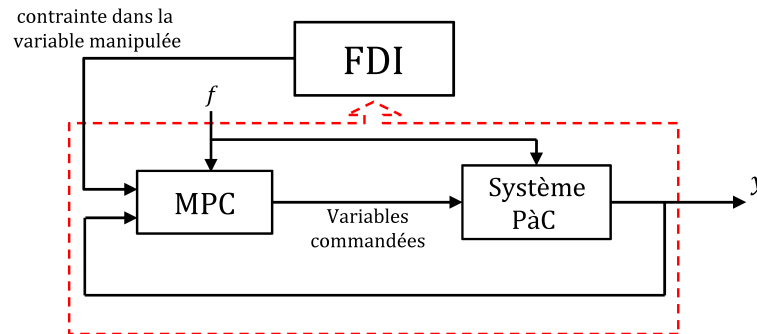 contrainte dans la
variable manipulée
FDI
f
MPC
Variables
commandées
Système
PàC
y